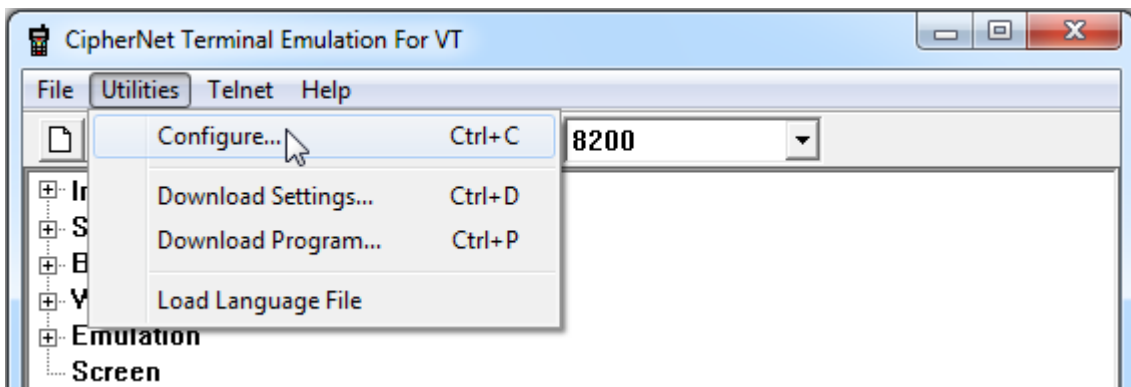 CipherNet Terminal Emulation For VT
File Utilities Telnet Help
Configure... Ctrl+C
8200
Download Settings... Ctrl+D
Download Program... Ctrl+P
Load Language File
Emulation
Screen